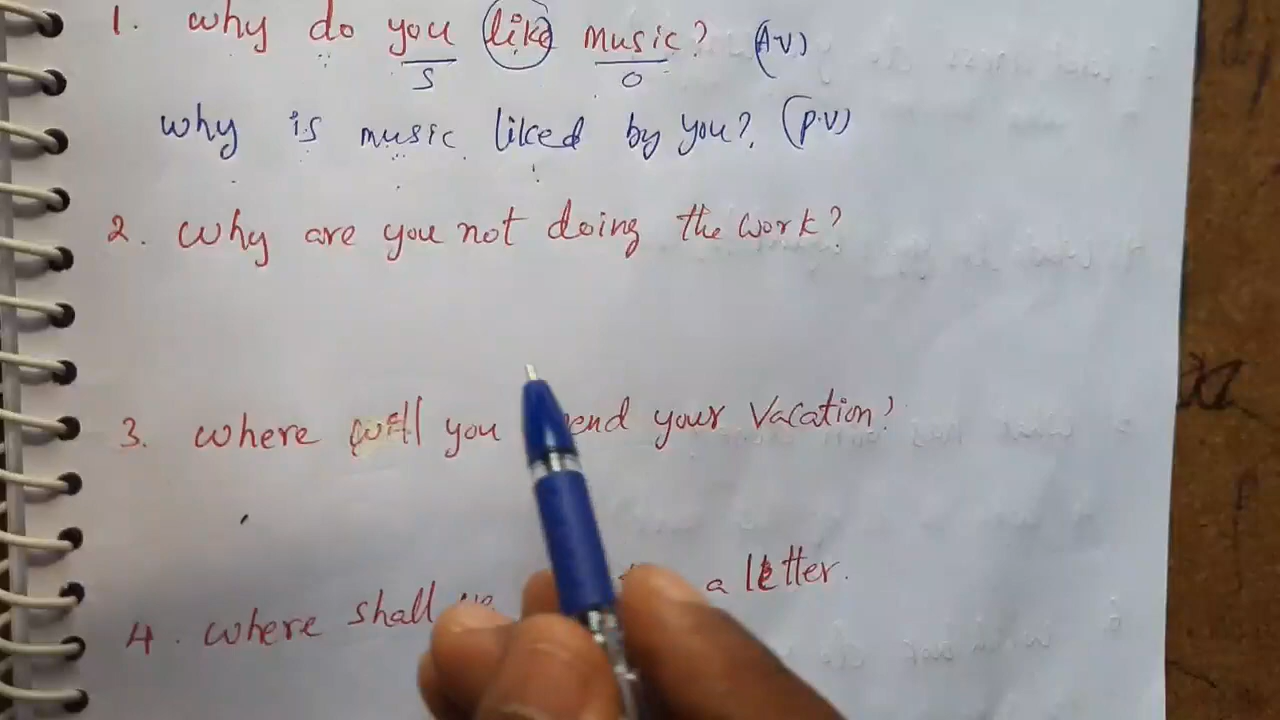 1. why do you like music? (A.V)
S O
why is music liked by you? (P.V)
2. why are you not doing the work?
3. where will you your vacation?
4. where shall a letter.